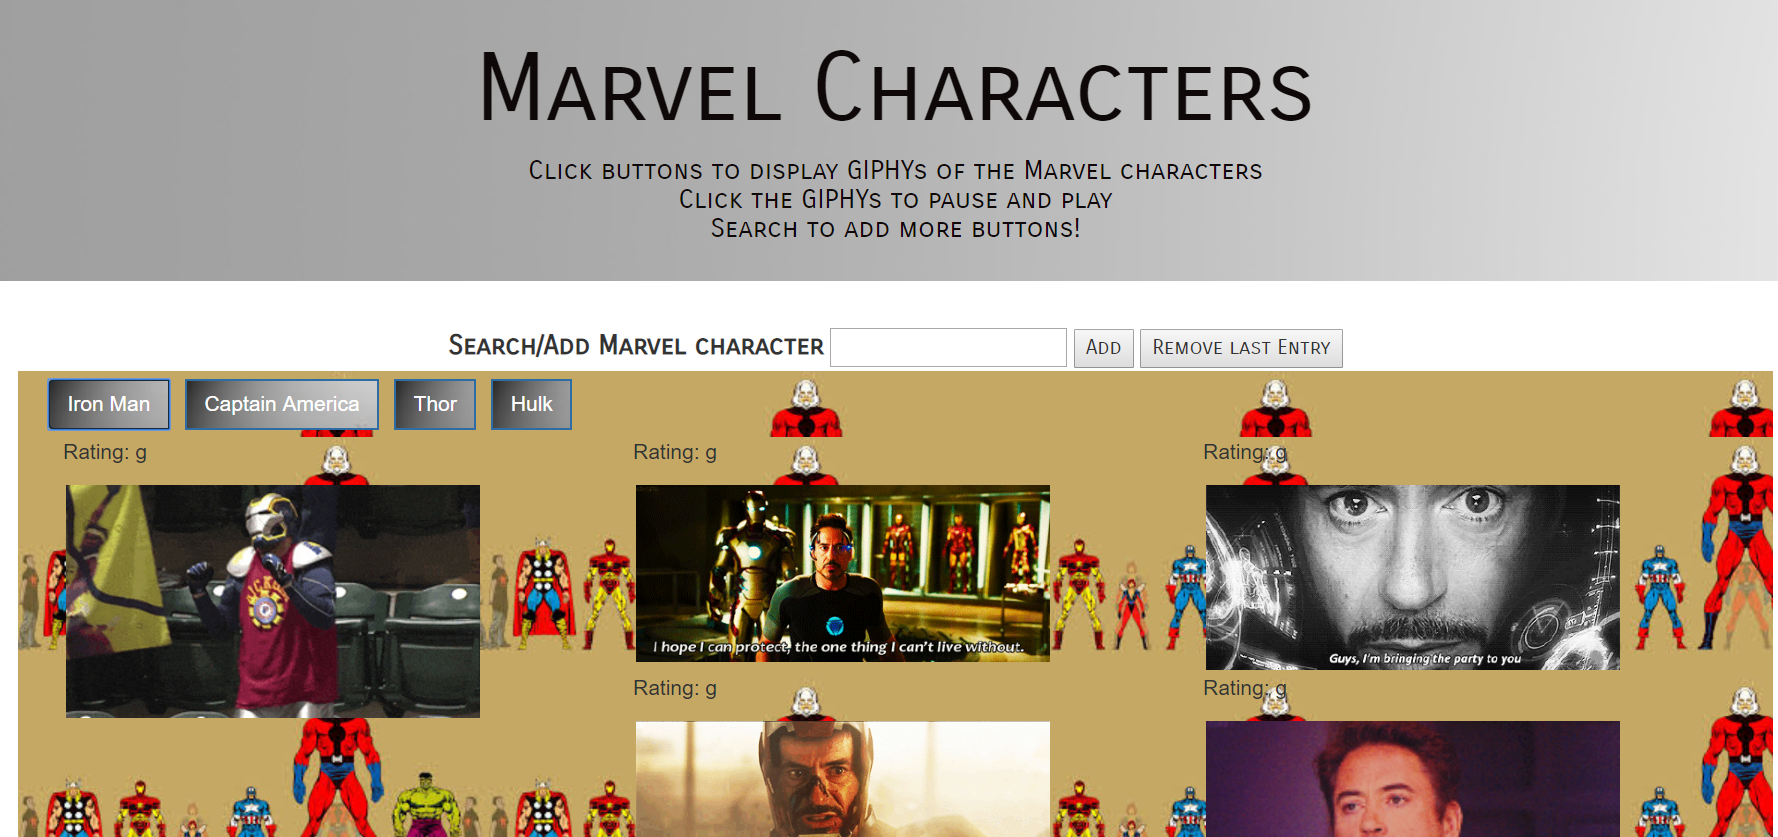 Marvel Characters
Click buttons to display GIPHYs of the Marvel characters
Click the GIPHYs to pause and play
Search to add more buttons!
Search/Add Marvel character Add Remove last Entry
Iron Man Captain America Thor Hulk
Rating: g Rating: g Rating: g
I hope I can protect, the one thing I can't live without.
Guys, I'm bringing the party to you
Rating: g Rating: g